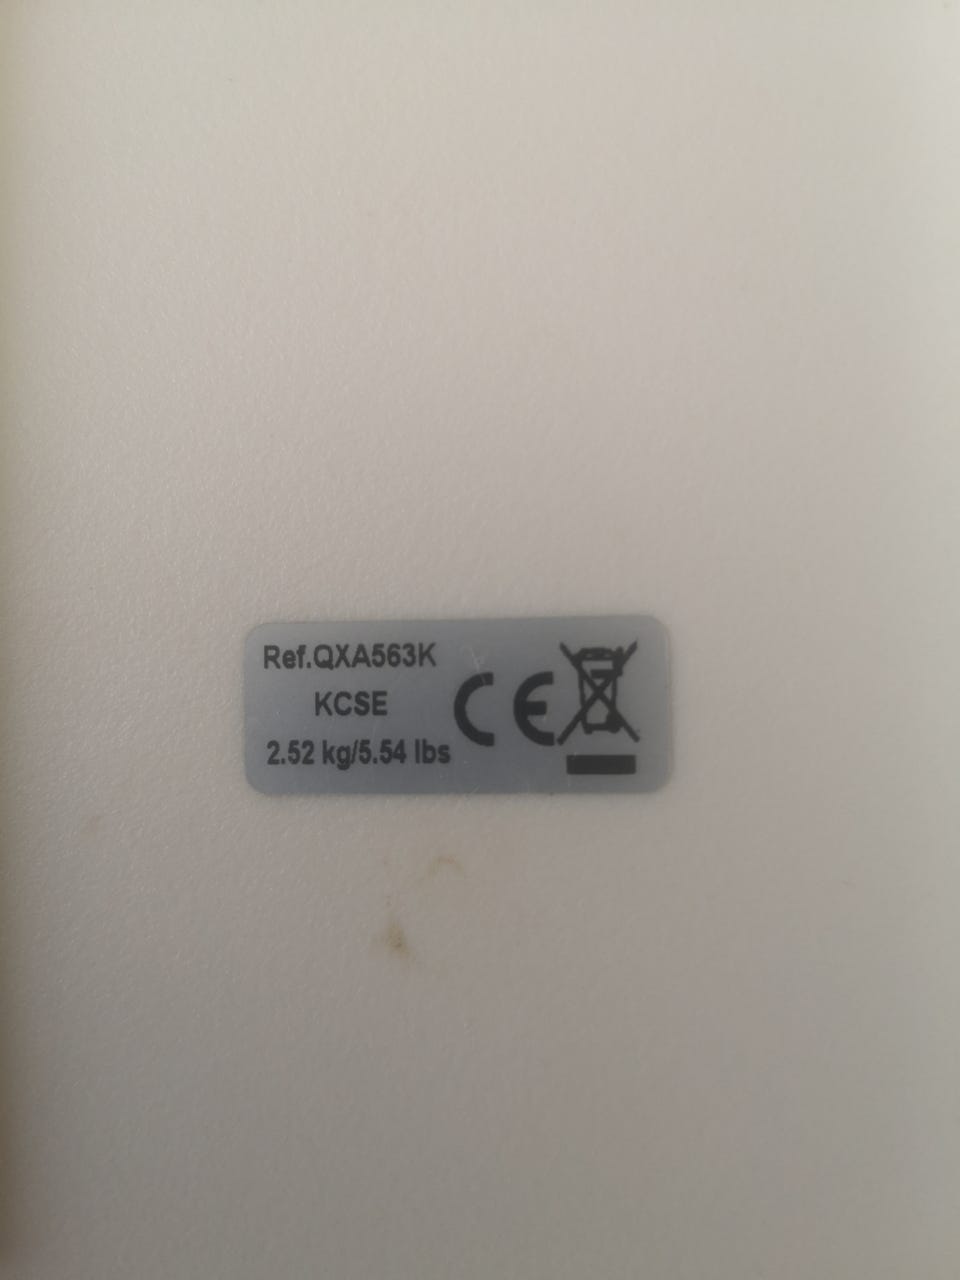 Ref.QXA563K
KCSE
2.52 kg/5.54 lbs
CE